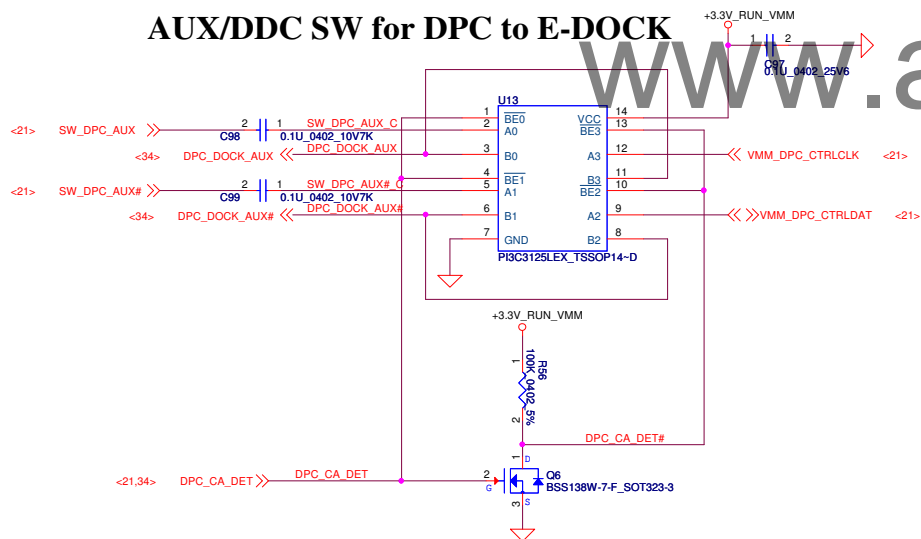 AUX/DDC SW for DPC to E-DOCK
+3.3V_RUN_VMM
1 2
C97
0.1U_0402_25V6
www.a
U13
<21> SW_DPC_AUX 2 1 SW_DPC_AUX_C
C98 0.1U_0402_10V7K
<34> DPC_DOCK_AUX DPC_DOCK_AUX
<21> SW_DPC_AUX# 2 1 SW_DPC_AUX#_C
C99 0.1U_0402_10V7K
<34> DPC_DOCK_AUX# DPC_DOCK_AUX#
1 BE0 VCC 14
2 A0 BE3 13
3 B0 A3 12
4 BE1 B3 11
5 A1 BE2 10
6 B1 A2 9
7 GND B2 8
VMM_DPC_CTRLCLK <21>
VMM_DPC_CTRLDAT <21>
PI3C3125LEX_TSSOP14~D
+3.3V_RUN_VMM
1
R56
100K_0402_5%
2
DPC_CA_DET#
<21,34> DPC_CA_DET DPC_CA_DET
1 D
2 G
3 S
Q6
BSS138W-7-F_SOT323-3